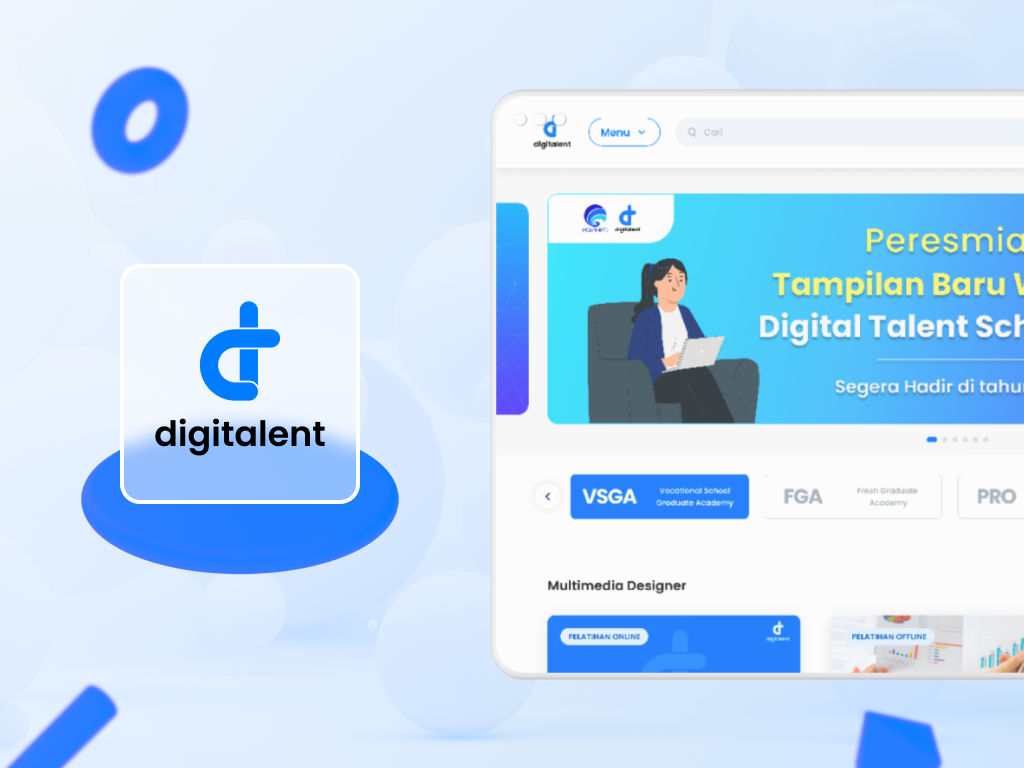 digitalent
digitalent
Menu
Cari
KOMINFO
digitalent
Peresmia
Tampilan Baru W
Digital Talent Sch
Segera Hadir di tahu
VSGA
Vocational School
Graduate Academy
FGA
Fresh Graduate
Academy
PRO
Multimedia Designer
PELATIHAN ONLINE
digitalent
PELATIHAN OFFLINE